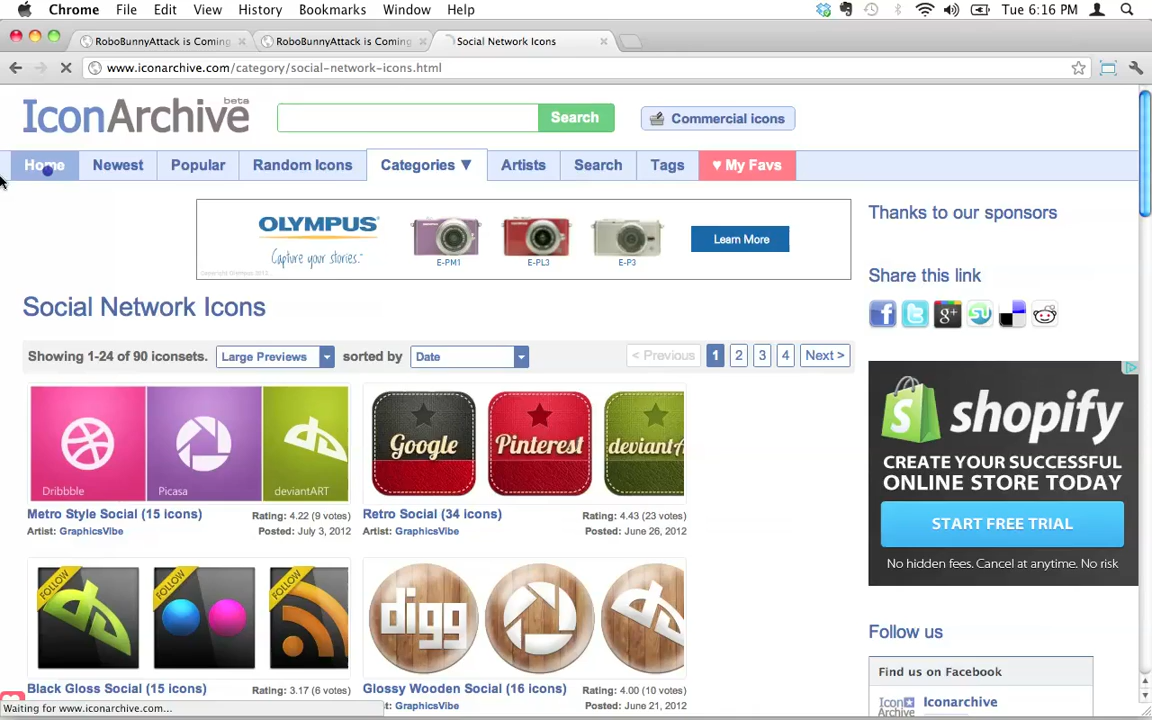 Chrome File Edit View History Bookmarks Window Help Tue 6:16 PM
RoboBunnyAttack is Coming RoboBunnyAttack is Coming Social Network Icons
www.iconarchive.com/category/social-network-icons.html
IconArchive beta Search Commercial icons
Home Newest Popular Random Icons Categories ▼ Artists Search Tags ♥ My Favs
OLYMPUS
Capture your stories.™
E-PM1 E-PL3 E-P3
Learn More
Copyright Olympus 2012
Thanks to our sponsors
Share this link
Social Network Icons
Showing 1-24 of 90 iconsets. Large Previews sorted by Date < Previous 1 2 3 4 Next >
Dribbble Picasa deviantART
Google Pinterest deviantA
Metro Style Social (15 icons) Rating: 4.22 (9 votes)
Artist: GraphicsVibe Posted: July 3, 2012
Retro Social (34 icons) Rating: 4.43 (23 votes)
Artist: GraphicsVibe Posted: June 26, 2012
FOLLOW FOLLOW FOLLOW
digg
Black Gloss Social (15 icons) Rating: 3.17 (6 votes)
Glossy Wooden Social (16 icons) Rating: 4.00 (10 votes)
Artist: GraphicsVibe Posted: June 21, 2012
shopify
CREATE YOUR SUCCESSFUL
ONLINE STORE TODAY
START FREE TRIAL
No hidden fees. Cancel at anytime. No risk
Follow us
Find us on Facebook
Iconarchive
Waiting for www.iconarchive.com...